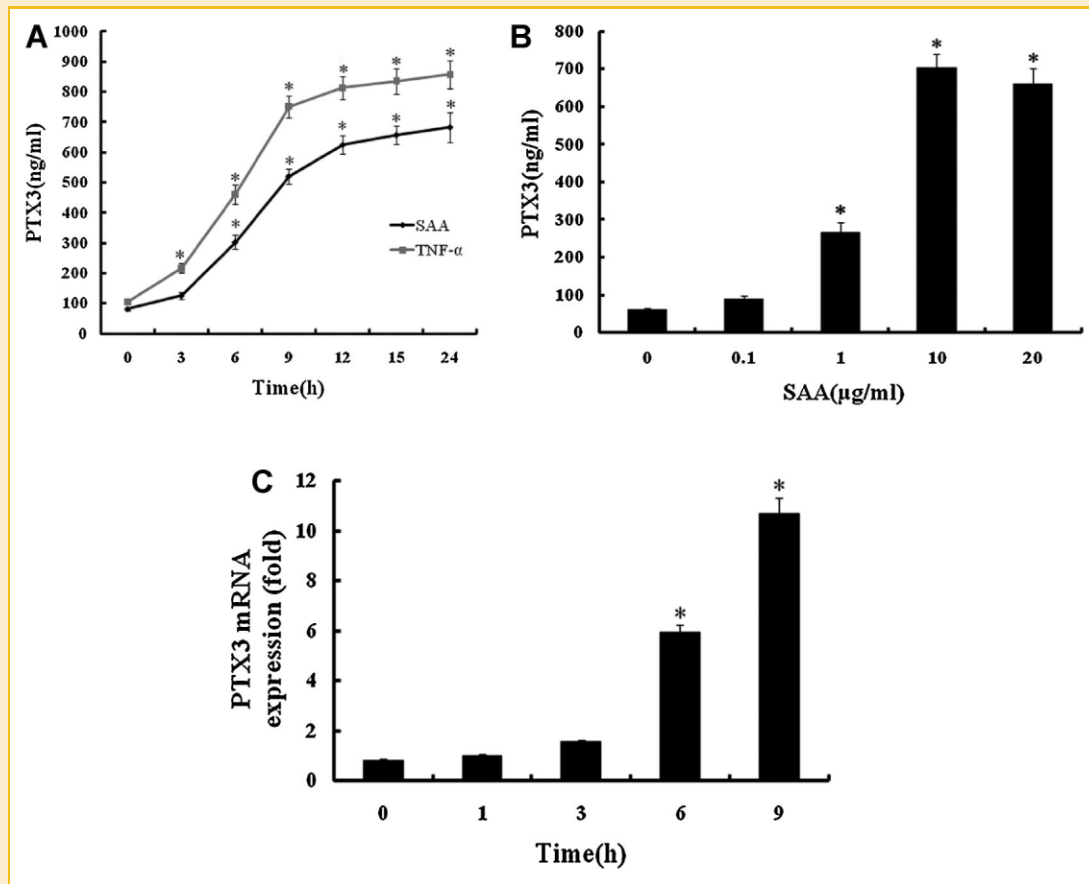 A
PTX3(ng/ml)
1000
900
800
700
600
500
400
300
200
100
0
* * * * * *
* * * * *
SAA
TNF-α
0 3 6 9 12 15 24
Time(h)
B
PTX3(ng/ml)
800
700
600
500
400
300
200
100
0
* * *
0 0.1 1 10 20
SAA(µg/ml)
C
PTX3 mRNA
expression (fold)
12
10
8
6
4
2
0
* *
0 1 3 6 9
Time(h)